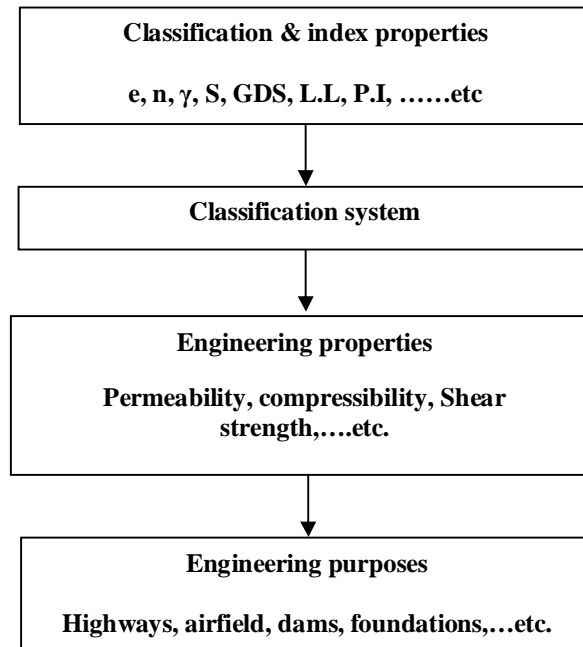 Classification & index properties
e, n, γ, S, GDS, L.L, P.I, ……etc
Classification system
Engineering properties
Permeability, compressibility, Shear
strength,….etc.
Engineering purposes
Highways, airfield, dams, foundations,…etc.